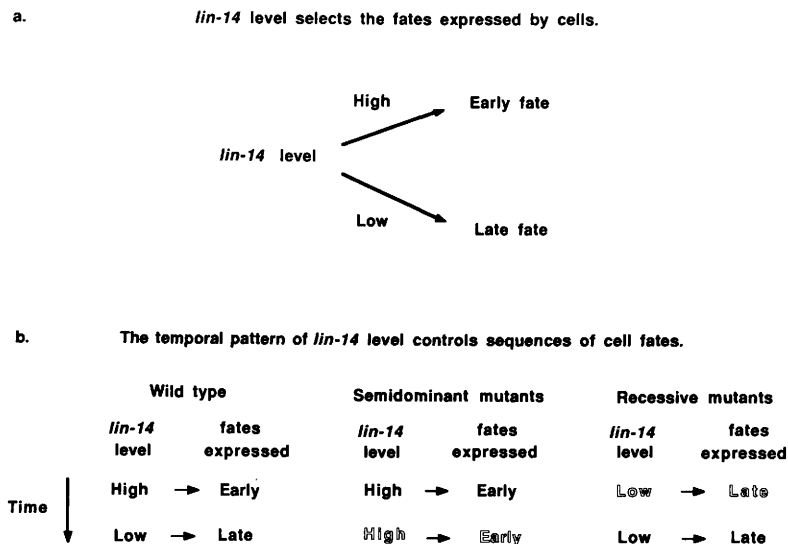 a. lin-14 level selects the fates expressed by cells.
High Early fate
lin-14 level
Low Late fate
b. The temporal pattern of lin-14 level controls sequences of cell fates.
Wild type Semidominant mutants Recessive mutants
lin-14 fates lin-14 fates lin-14 fates
level expressed level expressed level expressed
High → Early High → Early Low → Late
Time
Low → Late High → Early Low → Late